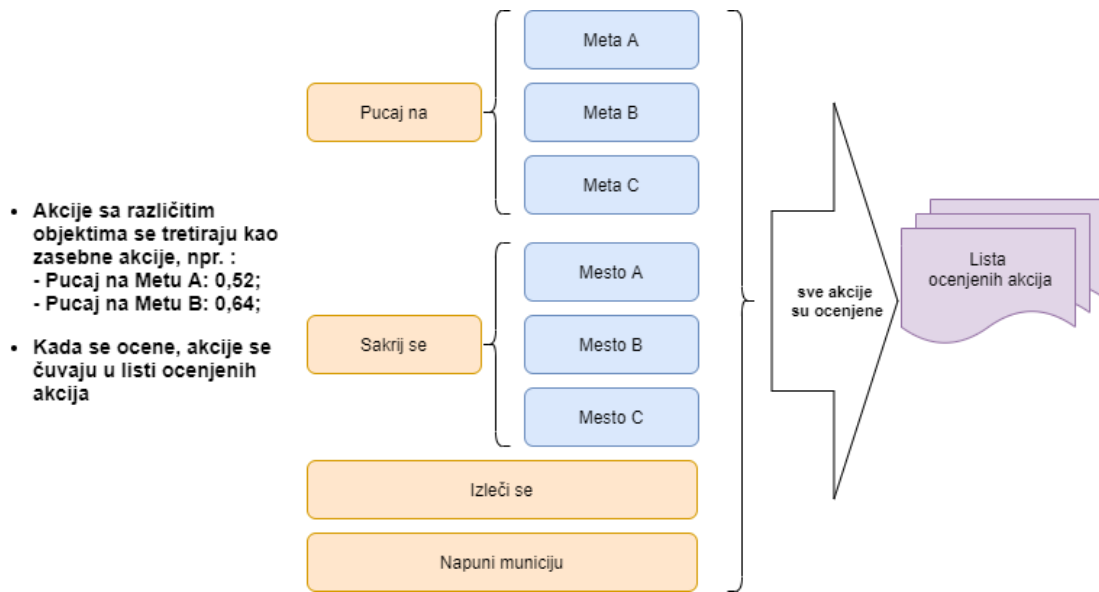 • Akcije sa različitim
objektima se tretiraju kao
zasebne akcije, npr. :
- Pucaj na Metu A: 0,52;
- Pucaj na Metu B: 0,64;
• Kada se ocene, akcije se
čuvaju u listi ocenjenih
akcija
Pucaj na
Meta A
Meta B
Meta C
Sakrij se
Mesto A
Mesto B
Mesto C
Izleči se
Napuni municiju
sve akcije
su ocenjene
Lista
ocenjenih akcija